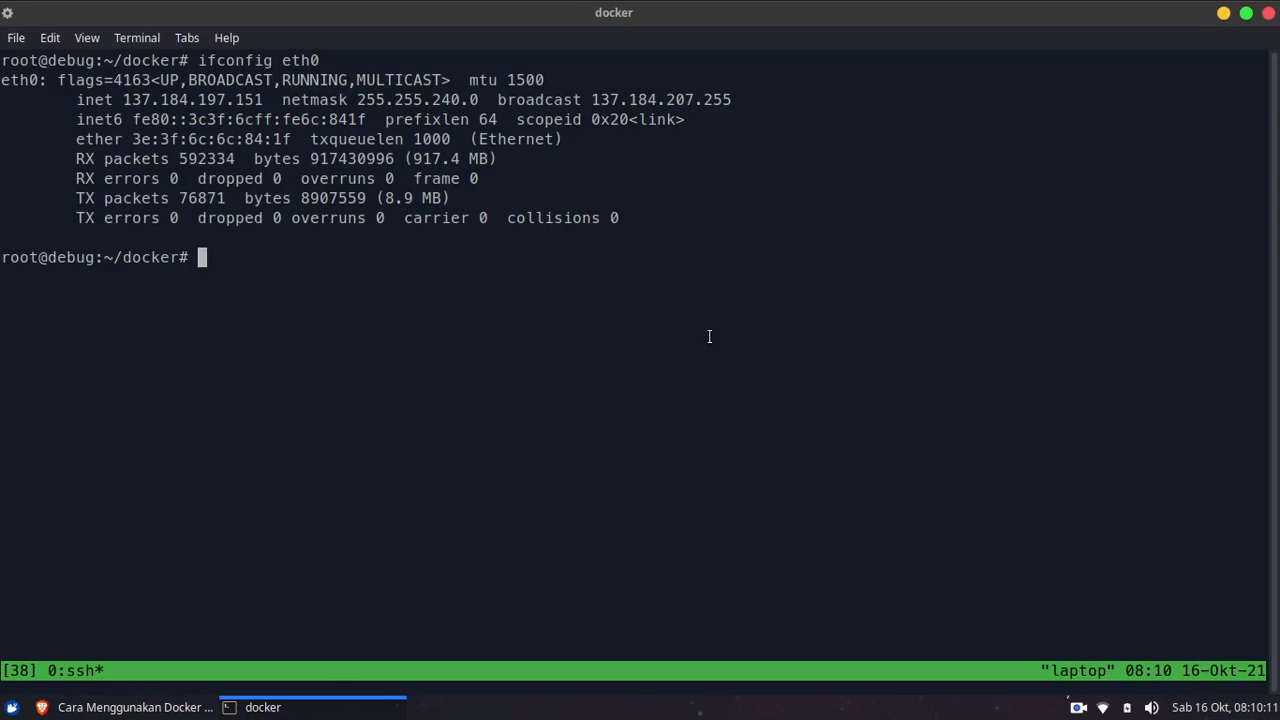 docker
File Edit View Terminal Tabs Help
root@debug:~/docker# ifconfig eth0
eth0: flags=4163<UP,BROADCAST,RUNNING,MULTICAST>  mtu 1500
        inet 137.184.197.151  netmask 255.255.240.0  broadcast 137.184.207.255
        inet6 fe80::3c3f:6cff:fe6c:841f  prefixlen 64  scopeid 0x20<link>
        ether 3e:3f:6c:6c:84:1f  txqueuelen 1000  (Ethernet)
        RX packets 592334  bytes 917430996 (917.4 MB)
        RX errors 0  dropped 0  overruns 0  frame 0
        TX packets 76871  bytes 8907559 (8.9 MB)
        TX errors 0  dropped 0 overruns 0  carrier 0  collisions 0
root@debug:~/docker#
[38] 0:ssh* "laptop" 08:10 16-Okt-21
Cara Menggunakan Docker ... docker Sab 16 Okt, 08:10:11